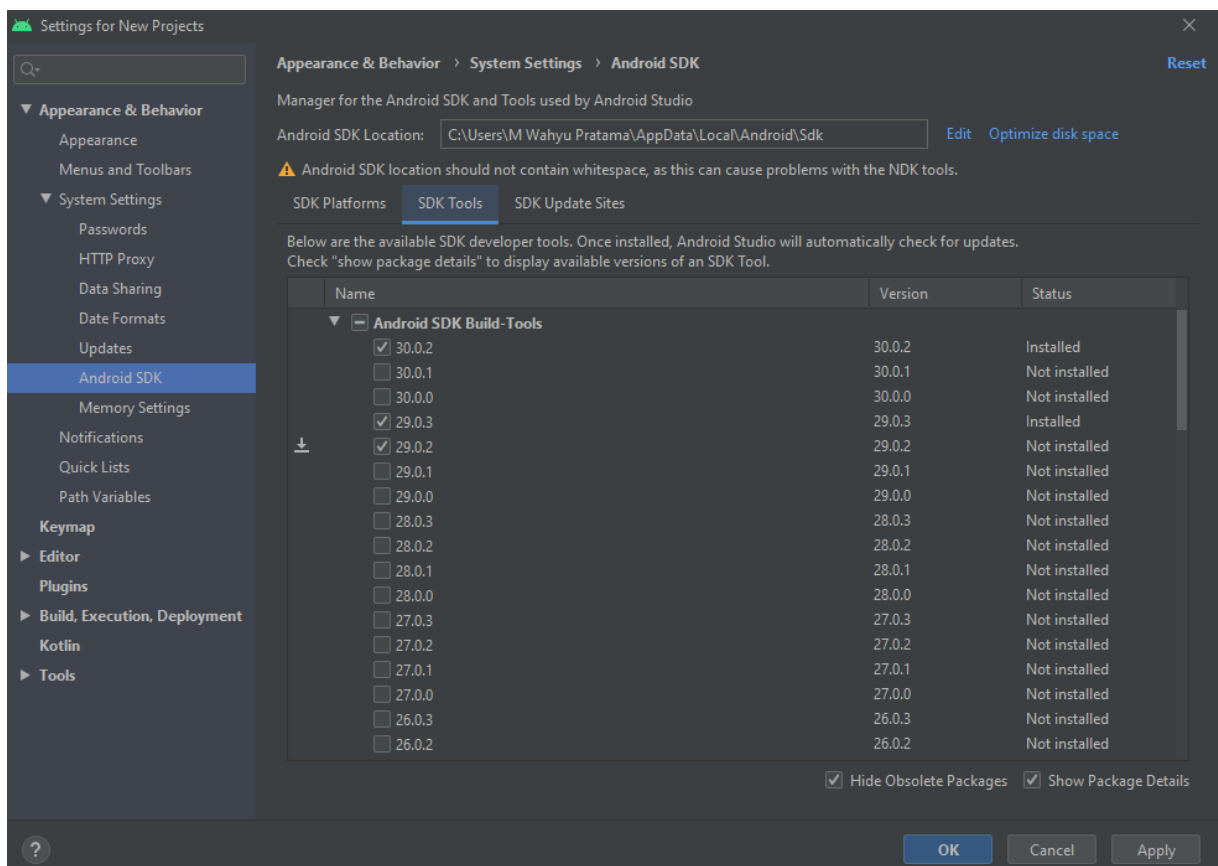 Settings for New Projects
Appearance & Behavior › System Settings › Android SDK Reset
Manager for the Android SDK and Tools used by Android Studio
Android SDK Location: C:\Users\M Wahyu Pratama\AppData\Local\Android\Sdk Edit Optimize disk space
Android SDK location should not contain whitespace, as this can cause problems with the NDK tools.
Appearance & Behavior
Appearance
Menus and Toolbars
System Settings
Passwords
HTTP Proxy
Data Sharing
Date Formats
Updates
Android SDK
Memory Settings
Notifications
Quick Lists
Path Variables
Keymap
Editor
Plugins
Build, Execution, Deployment
Kotlin
Tools
SDK Platforms SDK Tools SDK Update Sites
Below are the available SDK developer tools. Once installed, Android Studio will automatically check for updates.
Check "show package details" to display available versions of an SDK Tool.
Name Version Status
Android SDK Build-Tools
30.0.2 30.0.2 Installed
30.0.1 30.0.1 Not installed
30.0.0 30.0.0 Not installed
29.0.3 29.0.3 Installed
29.0.2 29.0.2 Not installed
29.0.1 29.0.1 Not installed
29.0.0 29.0.0 Not installed
28.0.3 28.0.3 Not installed
28.0.2 28.0.2 Not installed
28.0.1 28.0.1 Not installed
28.0.0 28.0.0 Not installed
27.0.3 27.0.3 Not installed
27.0.2 27.0.2 Not installed
27.0.1 27.0.1 Not installed
27.0.0 27.0.0 Not installed
26.0.3 26.0.3 Not installed
26.0.2 26.0.2 Not installed
Hide Obsolete Packages Show Package Details
? OK Cancel Apply